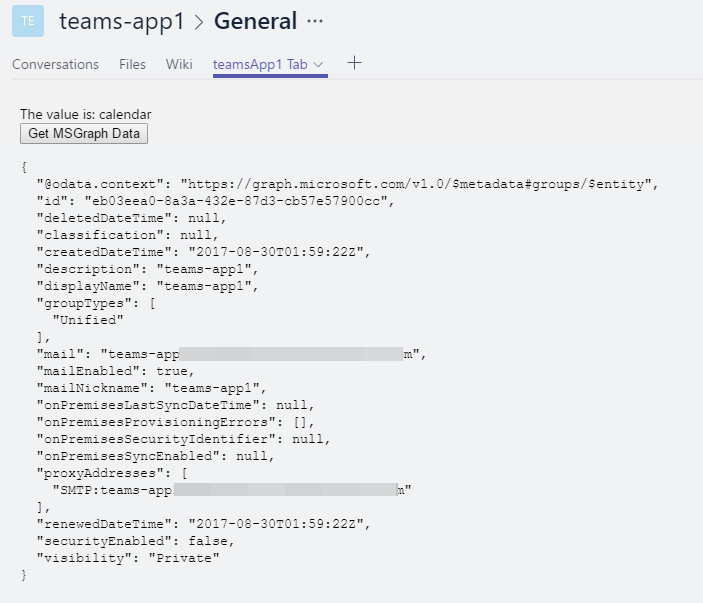 TE teams-app1 > General ...
Conversations Files Wiki teamsApp1 Tab +
The value is: calendar
Get MSGraph Data
{
"@odata.context": "https://graph.microsoft.com/v1.0/$metadata#groups/$entity",
"id": "eb03eea0-8a3a-432e-87d3-cb57e57900cc",
"deletedDateTime": null,
"classification": null,
"createdDateTime": "2017-08-30T01:59:22Z",
"description": "teams-app1",
"displayName": "teams-app1",
"groupTypes": [
"Unified"
],
"mail": "teams-app m",
"mailEnabled": true,
"mailNickname": "teams-app1",
"onPremisesLastSyncDateTime": null,
"onPremisesProvisioningErrors": [],
"onPremisesSecurityIdentifier": null,
"onPremisesSyncEnabled": null,
"proxyAddresses": [
"SMTP:teams-app m"
],
"renewedDateTime": "2017-08-30T01:59:22Z",
"securityEnabled": false,
"visibility": "Private"
}